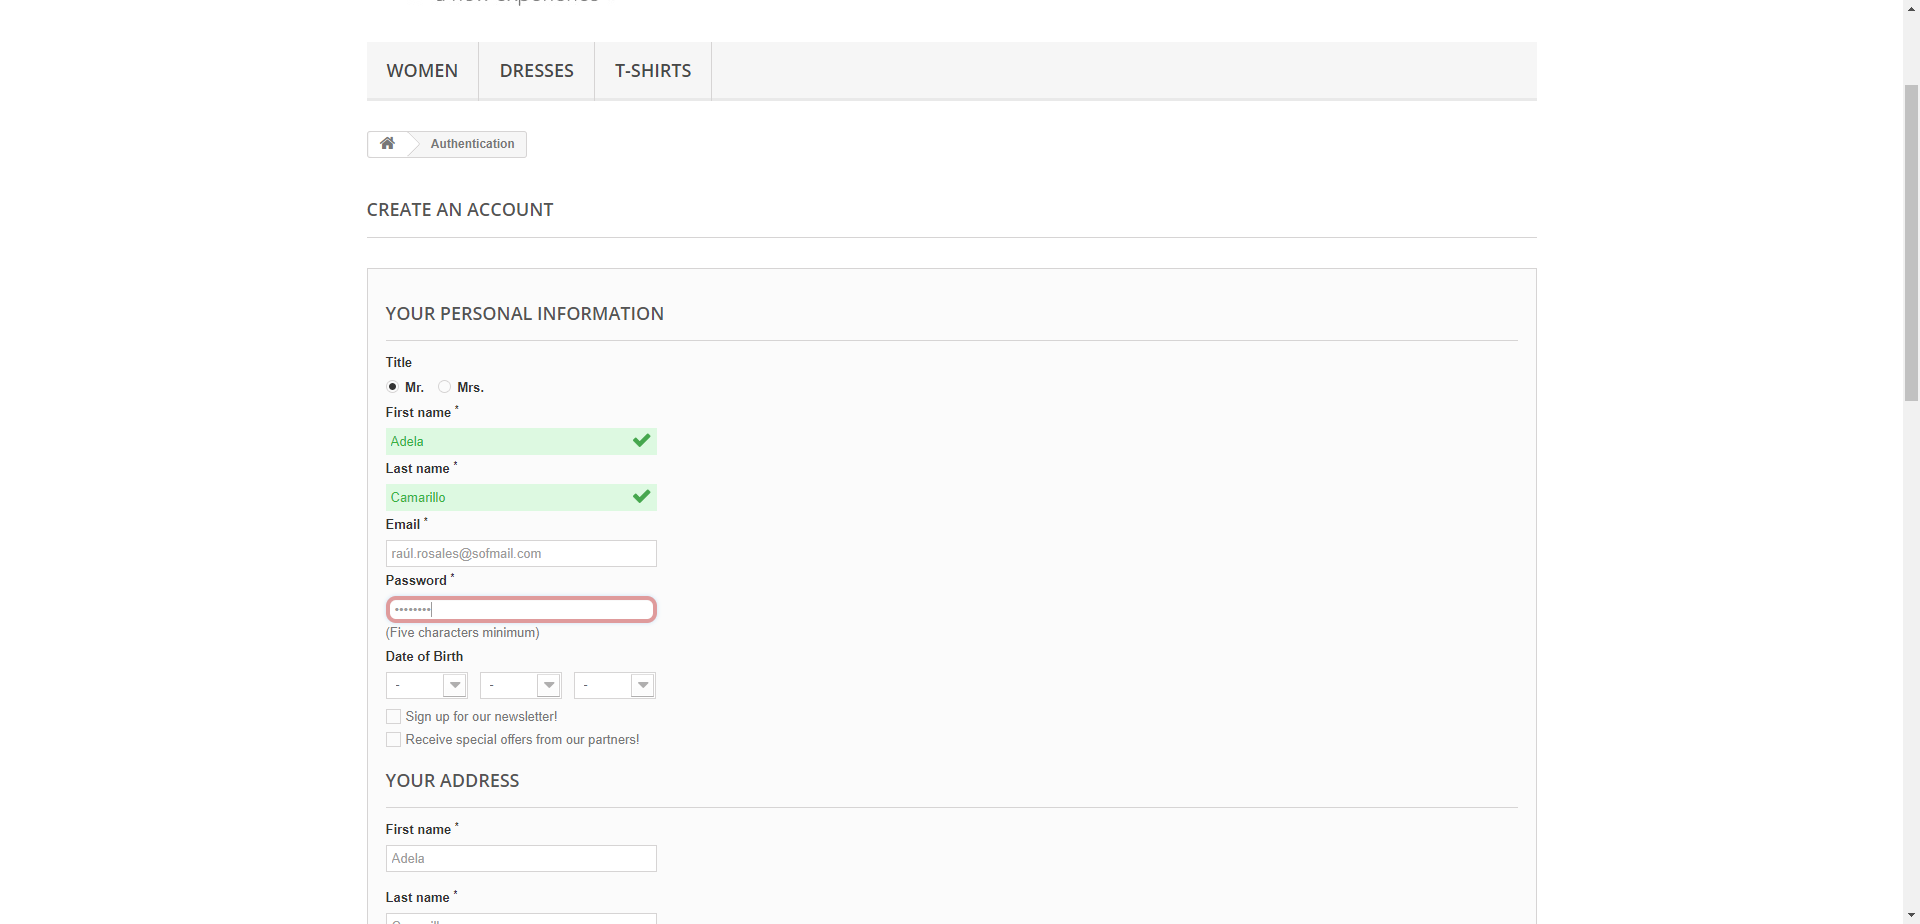 a new experience
WOMEN DRESSES T-SHIRTS
Authentication
CREATE AN ACCOUNT
YOUR PERSONAL INFORMATION
Title
Mr. Mrs.
First name *
Adela
Last name *
Camarillo
Email *
raúl.rosales@sofmail.com
Password *
••••••••
(Five characters minimum)
Date of Birth
- - -
Sign up for our newsletter!
Receive special offers from our partners!
YOUR ADDRESS
First name *
Adela
Last name *